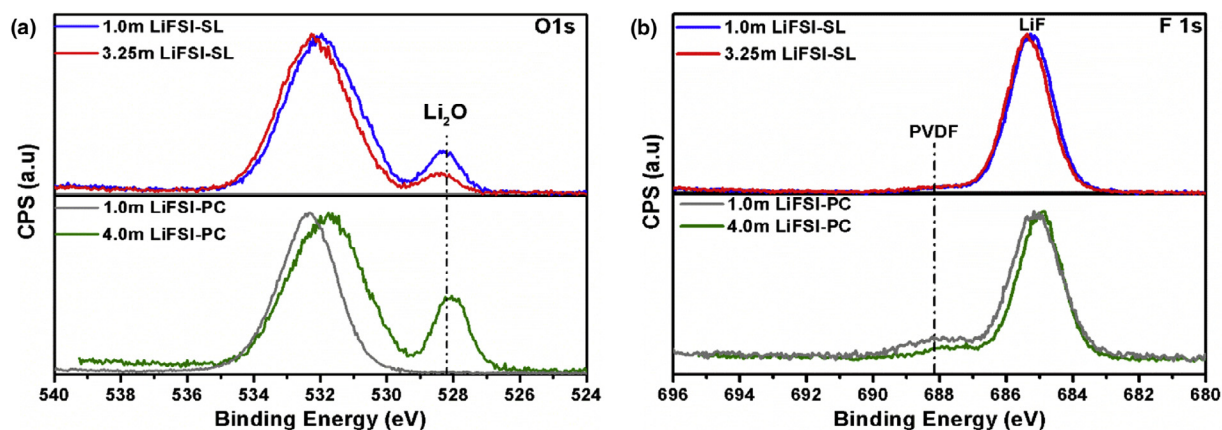 (a)
1.0m LiFSI-SL
3.25m LiFSI-SL
O1s
Li₂O
1.0m LiFSI-PC
4.0m LiFSI-PC
CPS (a.u)
540 538 536 534 532 530 528 526 524
Binding Energy (eV)
(b)
1.0m LiFSI-SL
3.25m LiFSI-SL
LiF
F 1s
PVDF
1.0m LiFSI-PC
4.0m LiFSI-PC
CPS (a.u)
696 694 692 690 688 686 684 682 680
Binding Energy (eV)